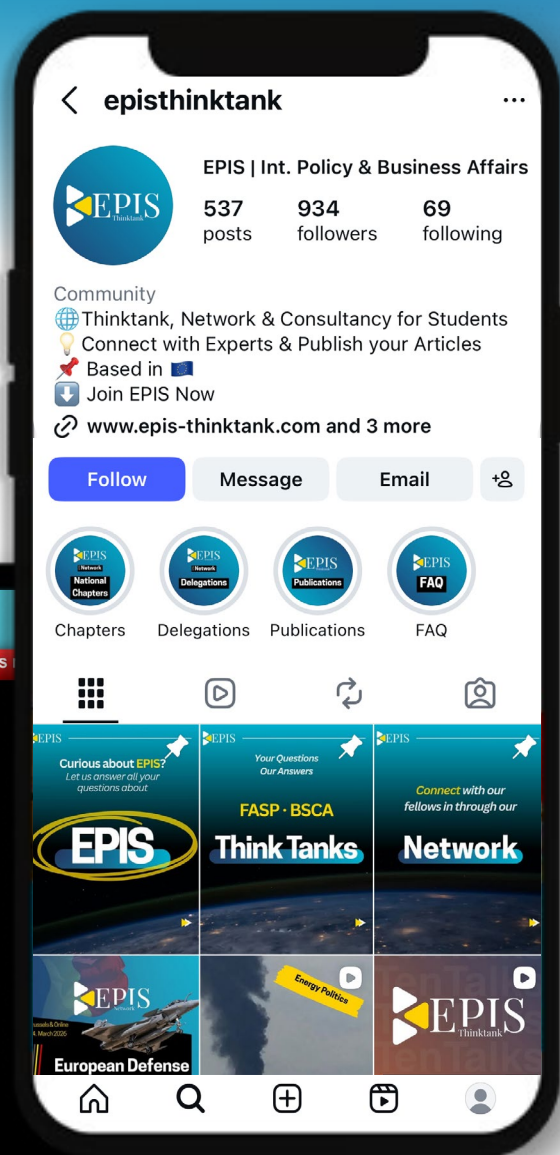 episthinktank
EPIS
Thinktank
EPIS | Int. Policy & Business Affairs
537 934 69
posts followers following
Community
Thinktank, Network & Consultancy for Students
Connect with Experts & Publish your Articles
Based in
Join EPIS Now
www.epis-thinktank.com and 3 more
Follow Message Email
EPIS
Network
National
Chapters
EPIS
Network
Delegations
EPIS
Publications
EPIS
FAQ
Chapters Delegations Publications FAQ
EPIS
Curious about EPIS?
Let us answer all your
questions about
EPIS
EPIS
Your Questions
Our Answers
FASP · BSCA
Think Tanks
EPIS
Connect with our
fellows in through our
Network
EPIS
Network
March 2025
European Defense
Energy Politics
EPIS
Thinktank